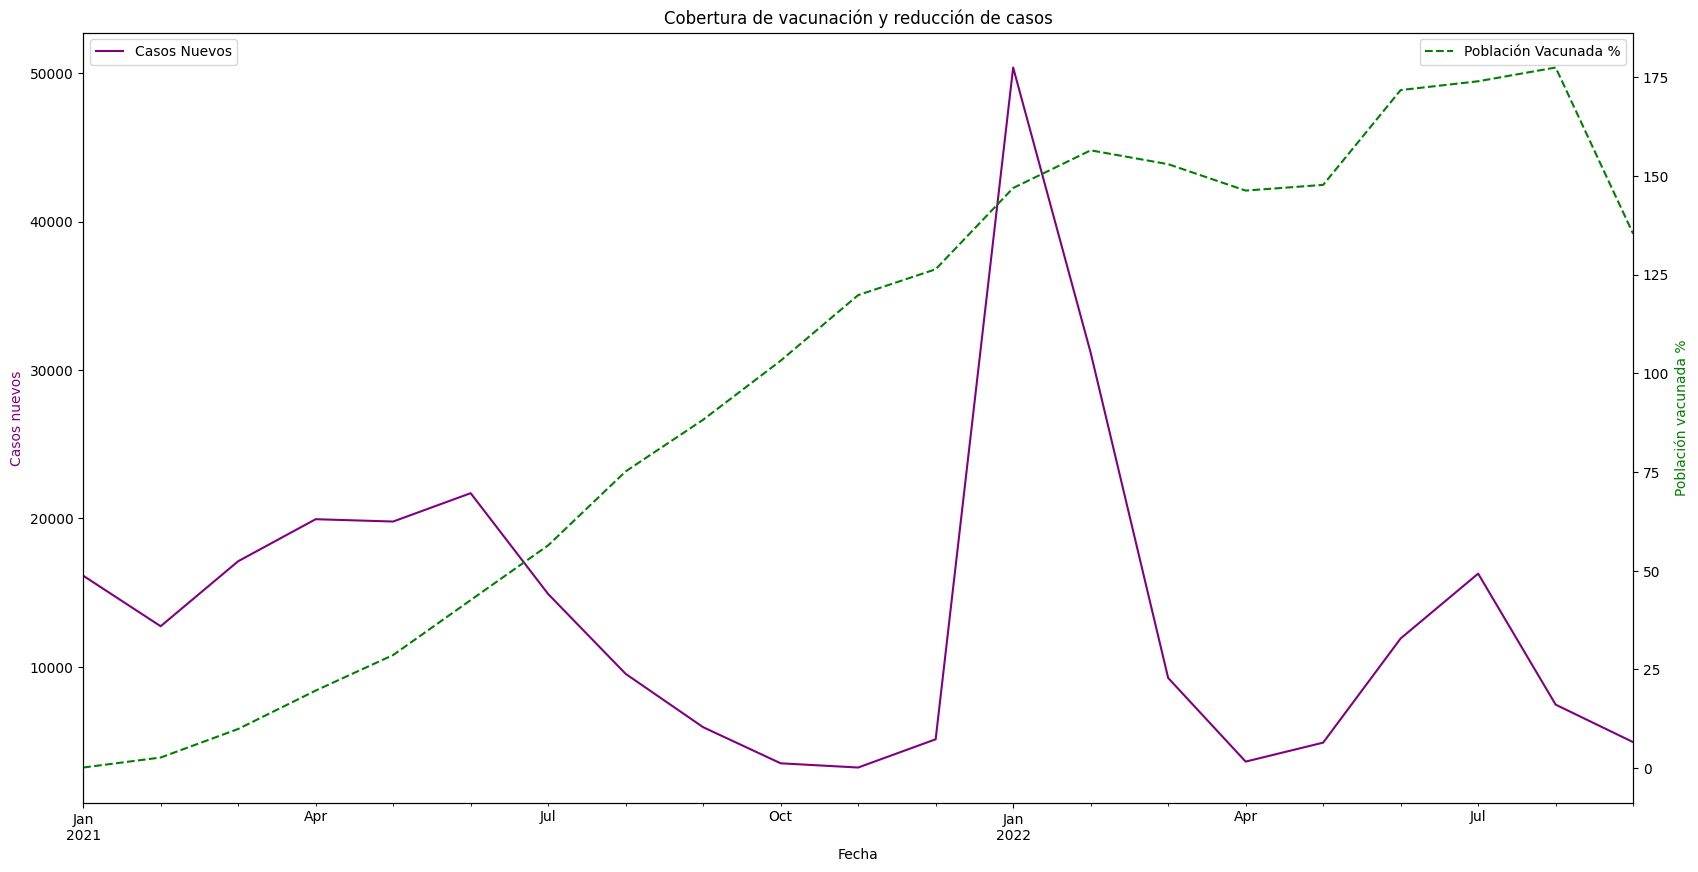 Cobertura de vacunación y reducción de casos
Casos Nuevos
Población Vacunada %
50000
40000
30000
20000
10000
Casos nuevos
175
150
125
100
75
50
25
0
Población vacunada %
Jan
2021
Apr
Jul
Oct
Jan
2022
Apr
Jul
Fecha